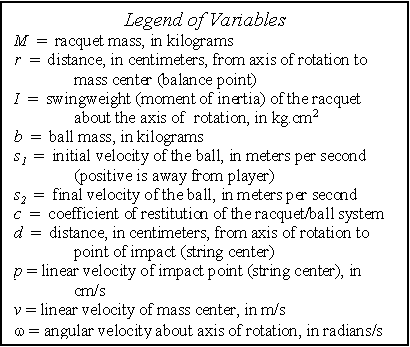 Legend of Variables
M = racquet mass, in kilograms
r = distance, in centimeters, from axis of rotation to
mass center (balance point)
I = swingweight (moment of inertia) of the racquet
about the axis of rotation, in kg.cm²
b = ball mass, in kilograms
s₁ = initial velocity of the ball, in meters per second
(positive is away from player)
s₂ = final velocity of the ball, in meters per second
c = coefficient of restitution of the racquet/ball system
d = distance, in centimeters, from axis of rotation to
point of impact (string center)
p = linear velocity of impact point (string center), in
cm/s
v = linear velocity of mass center, in m/s
ω = angular velocity about axis of rotation, in radians/s